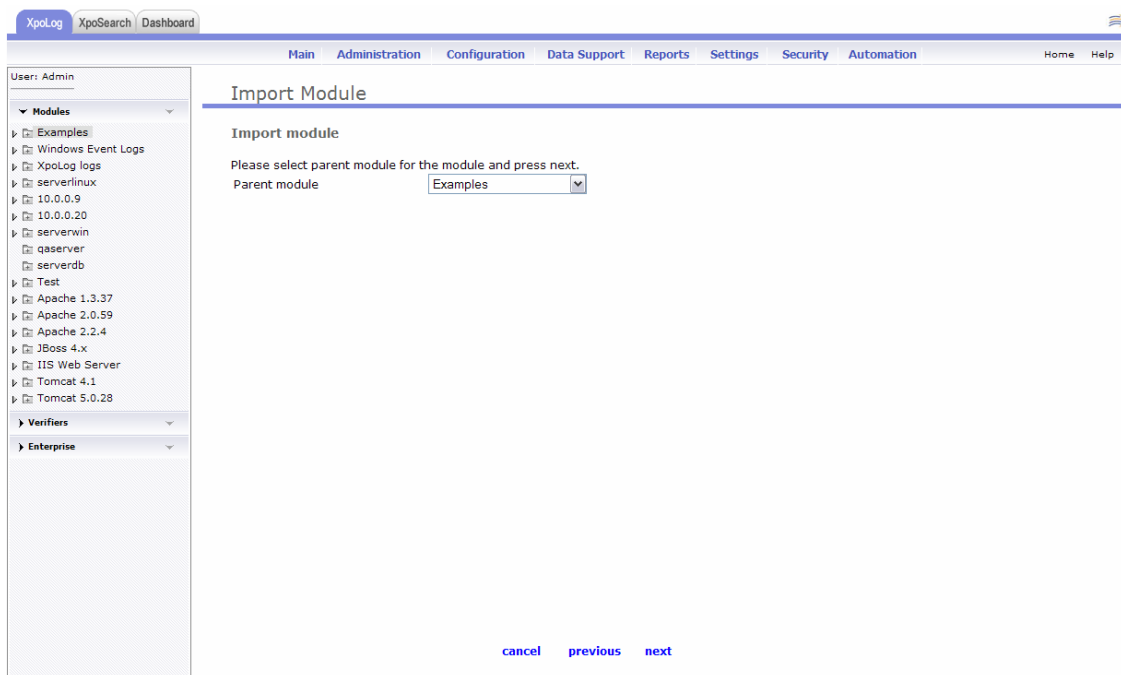 XpoLog XpoSearch Dashboard
Main Administration Configuration Data Support Reports Settings Security Automation Home Help
User: Admin
Modules
Examples
Windows Event Logs
XpoLog logs
serverlinux
10.0.0.9
10.0.0.20
serverwin
qaserver
serverdb
Test
Apache 1.3.37
Apache 2.0.59
Apache 2.2.4
JBoss 4.x
IIS Web Server
Tomcat 4.1
Tomcat 5.0.28
Verifiers
Enterprise
Import Module
Import module
Please select parent module for the module and press next.
Parent module Examples
cancel previous next